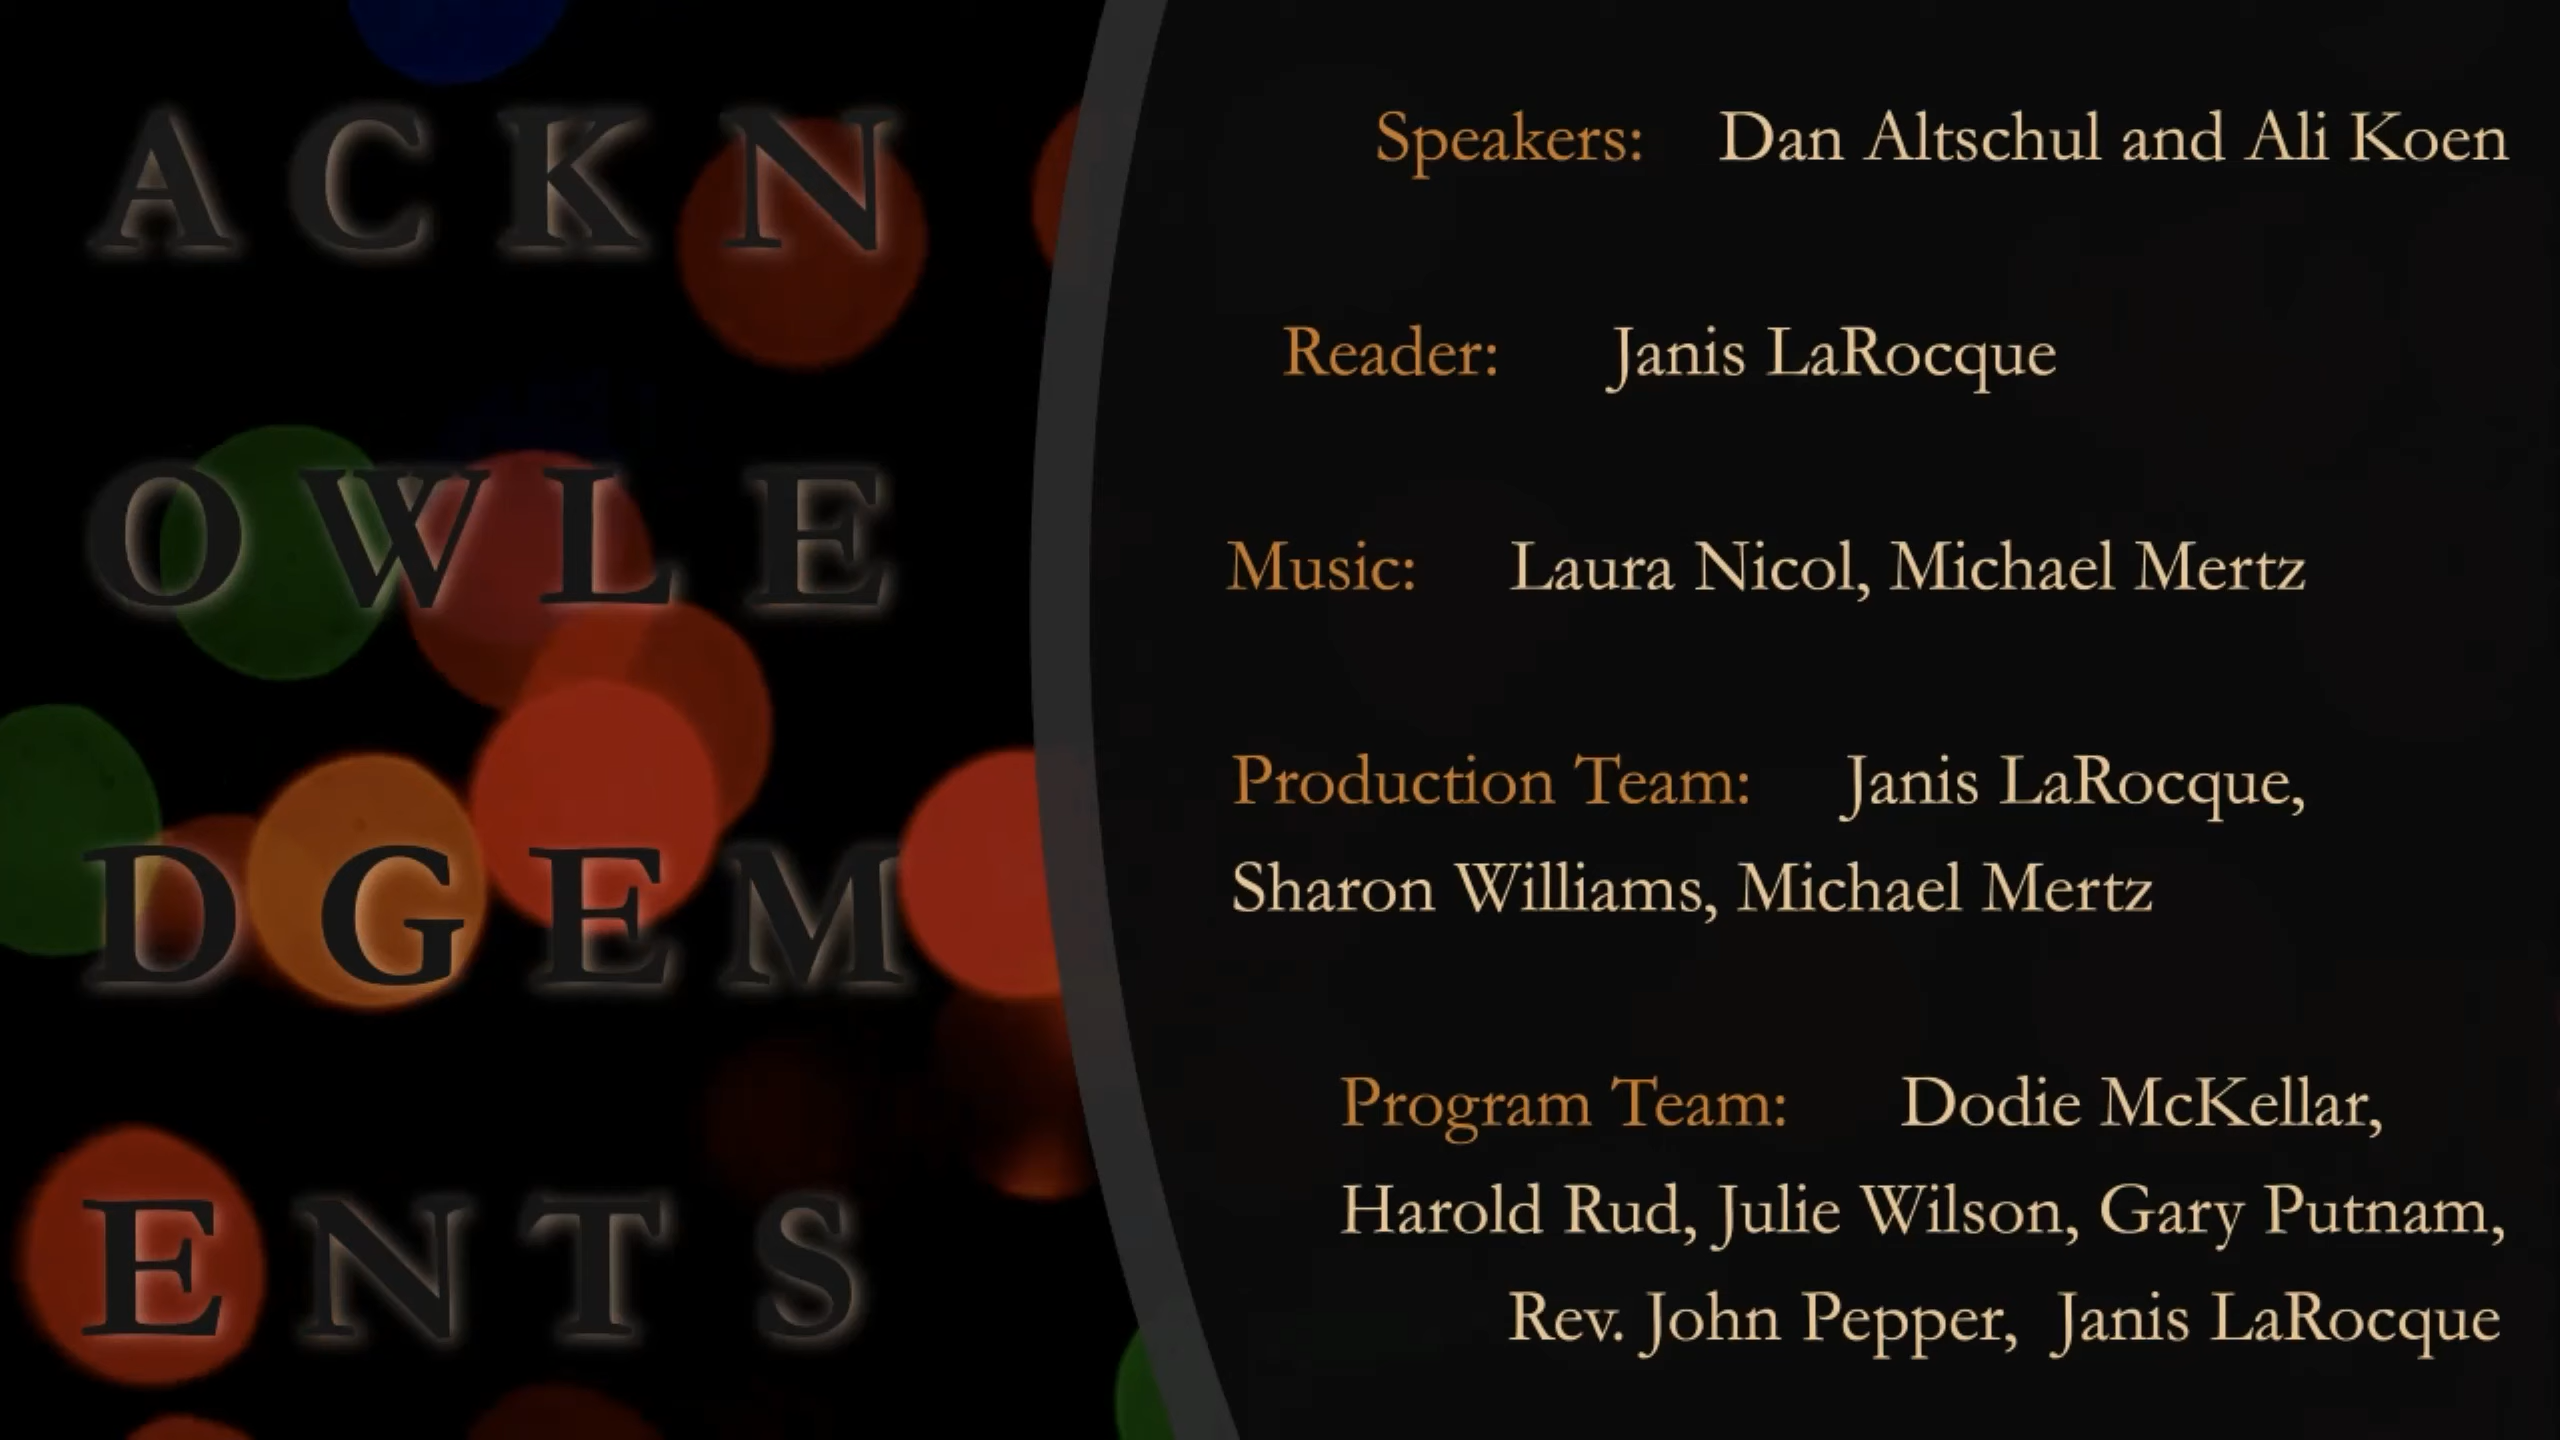 A C K N
O W L E
D G E M
E N T S
Speakers: Dan Altschul and Ali Koen
Reader: Janis LaRocque
Music: Laura Nicol, Michael Mertz
Production Team: Janis LaRocque,
Sharon Williams, Michael Mertz
Program Team: Dodie McKellar,
Harold Rud, Julie Wilson, Gary Putnam,
Rev. John Pepper, Janis LaRocque